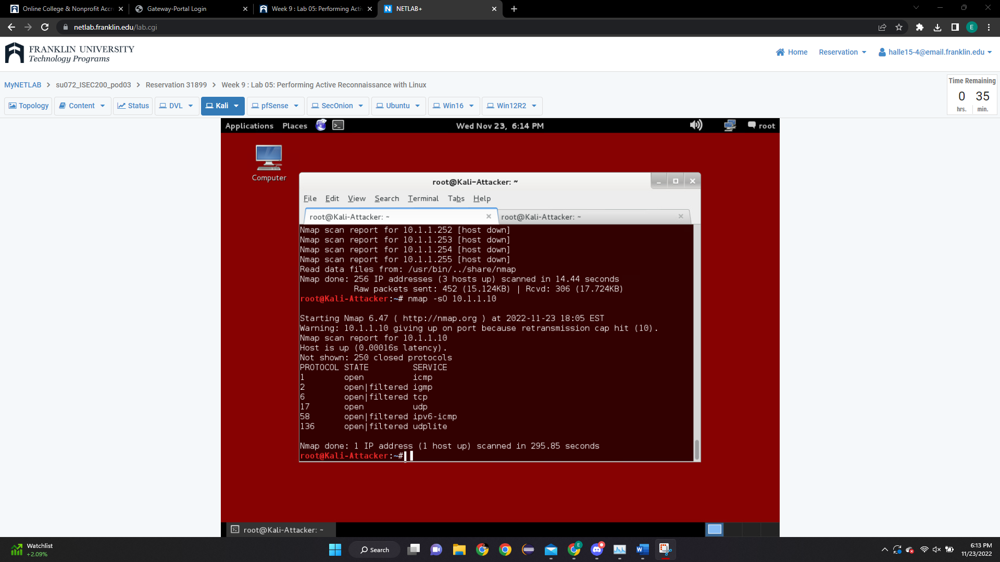 Online College & Nonprofit Accr
Gateway-Portal Login
Week 9 : Lab 05: Performing Acti
NETLAB+
netlab.franklin.edu/lab.cgi
E
FRANKLIN UNIVERSITY
Technology Programs
Home
Reservation
halle15-4@email.franklin.edu
MyNETLAB > su072_ISEC200_pod03 > Reservation 31899 > Week 9 : Lab 05: Performing Active Reconnaissance with Linux
Time Remaining
0 35
hrs. min.
Topology
Content
Status
DVL
Kali
pfSense
SecOnion
Ubuntu
Win16
Win12R2
Applications Places
Wed Nov 23, 6:14 PM
root
Computer
root@Kali-Attacker: ~
File Edit View Search Terminal Tabs Help
root@Kali-Attacker: ~
root@Kali-Attacker: ~
Nmap scan report for 10.1.1.252 [host down]
Nmap scan report for 10.1.1.253 [host down]
Nmap scan report for 10.1.1.254 [host down]
Nmap scan report for 10.1.1.255 [host down]
Read data files from: /usr/bin/../share/nmap
Nmap done: 256 IP addresses (3 hosts up) scanned in 14.44 seconds
Raw packets sent: 452 (15.124KB) | Rcvd: 306 (17.724KB)
root@Kali-Attacker:~# nmap -sO 10.1.1.10
Starting Nmap 6.47 ( http://nmap.org ) at 2022-11-23 18:05 EST
Warning: 10.1.1.10 giving up on port because retransmission cap hit (10).
Nmap scan report for 10.1.1.10
Host is up (0.00016s latency).
Not shown: 250 closed protocols
PROTOCOL STATE SERVICE
1 open icmp
2 open|filtered igmp
6 open|filtered tcp
17 open udp
58 open|filtered ipv6-icmp
136 open|filtered udplite
Nmap done: 1 IP address (1 host up) scanned in 295.85 seconds
root@Kali-Attacker:~#
root@Kali-Attacker: ~
Watchlist
+2.09%
Search
E
6:13 PM
11/23/2022